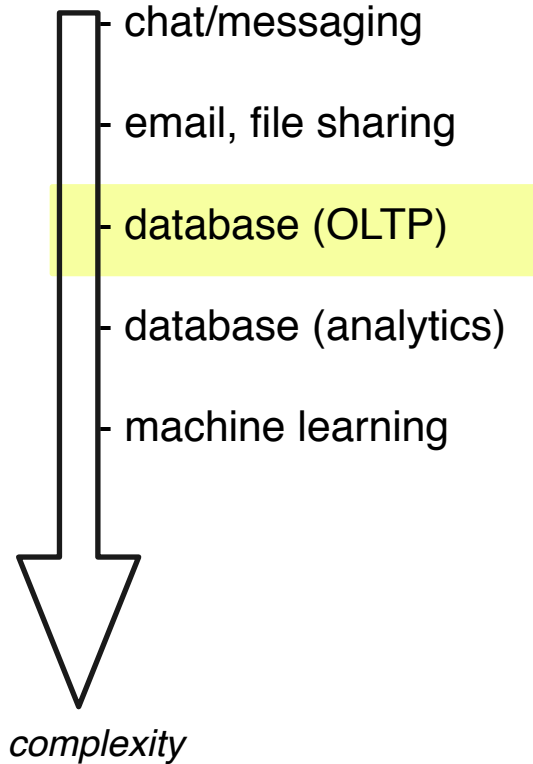 - chat/messaging
- email, file sharing
- database (OLTP)
- database (analytics)
- machine learning
complexity